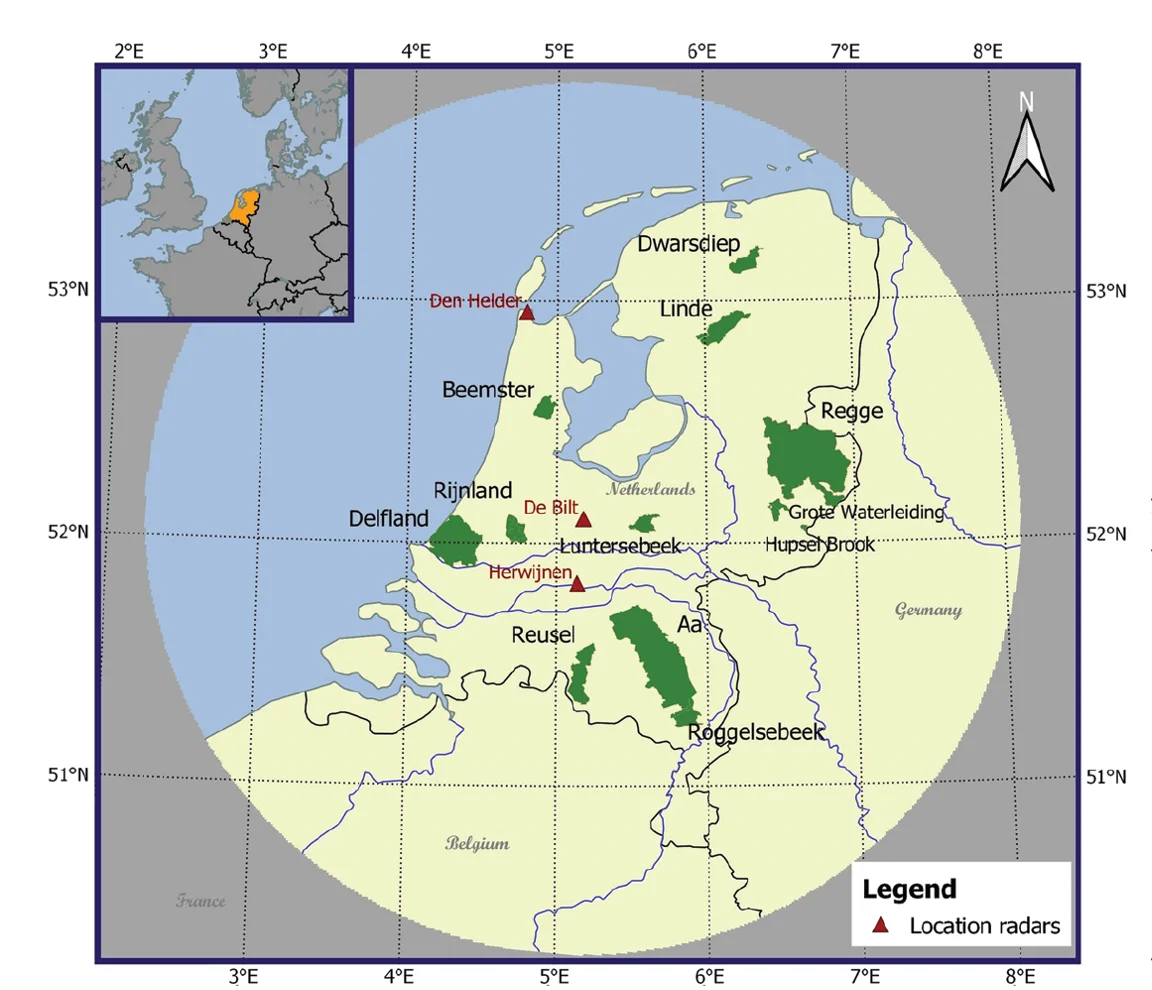 2°E 3°E 4°E 5°E 6°E 7°E 8°E
N
Dwarsdiep
53°N Den Helder 53°N
Linde
Beemster
Regge
Rijnland Netherlands
De Bilt
Delfland Grote Waterleiding
52°N 52°N
Luntersebeek Hupsel Brook
Herwijnen
Germany
Aa
Reusel
Roggelsebeek
51°N 51°N
Belgium
Legend
France
Location radars
3°E 4°E 5°E 6°E 7°E 8°E